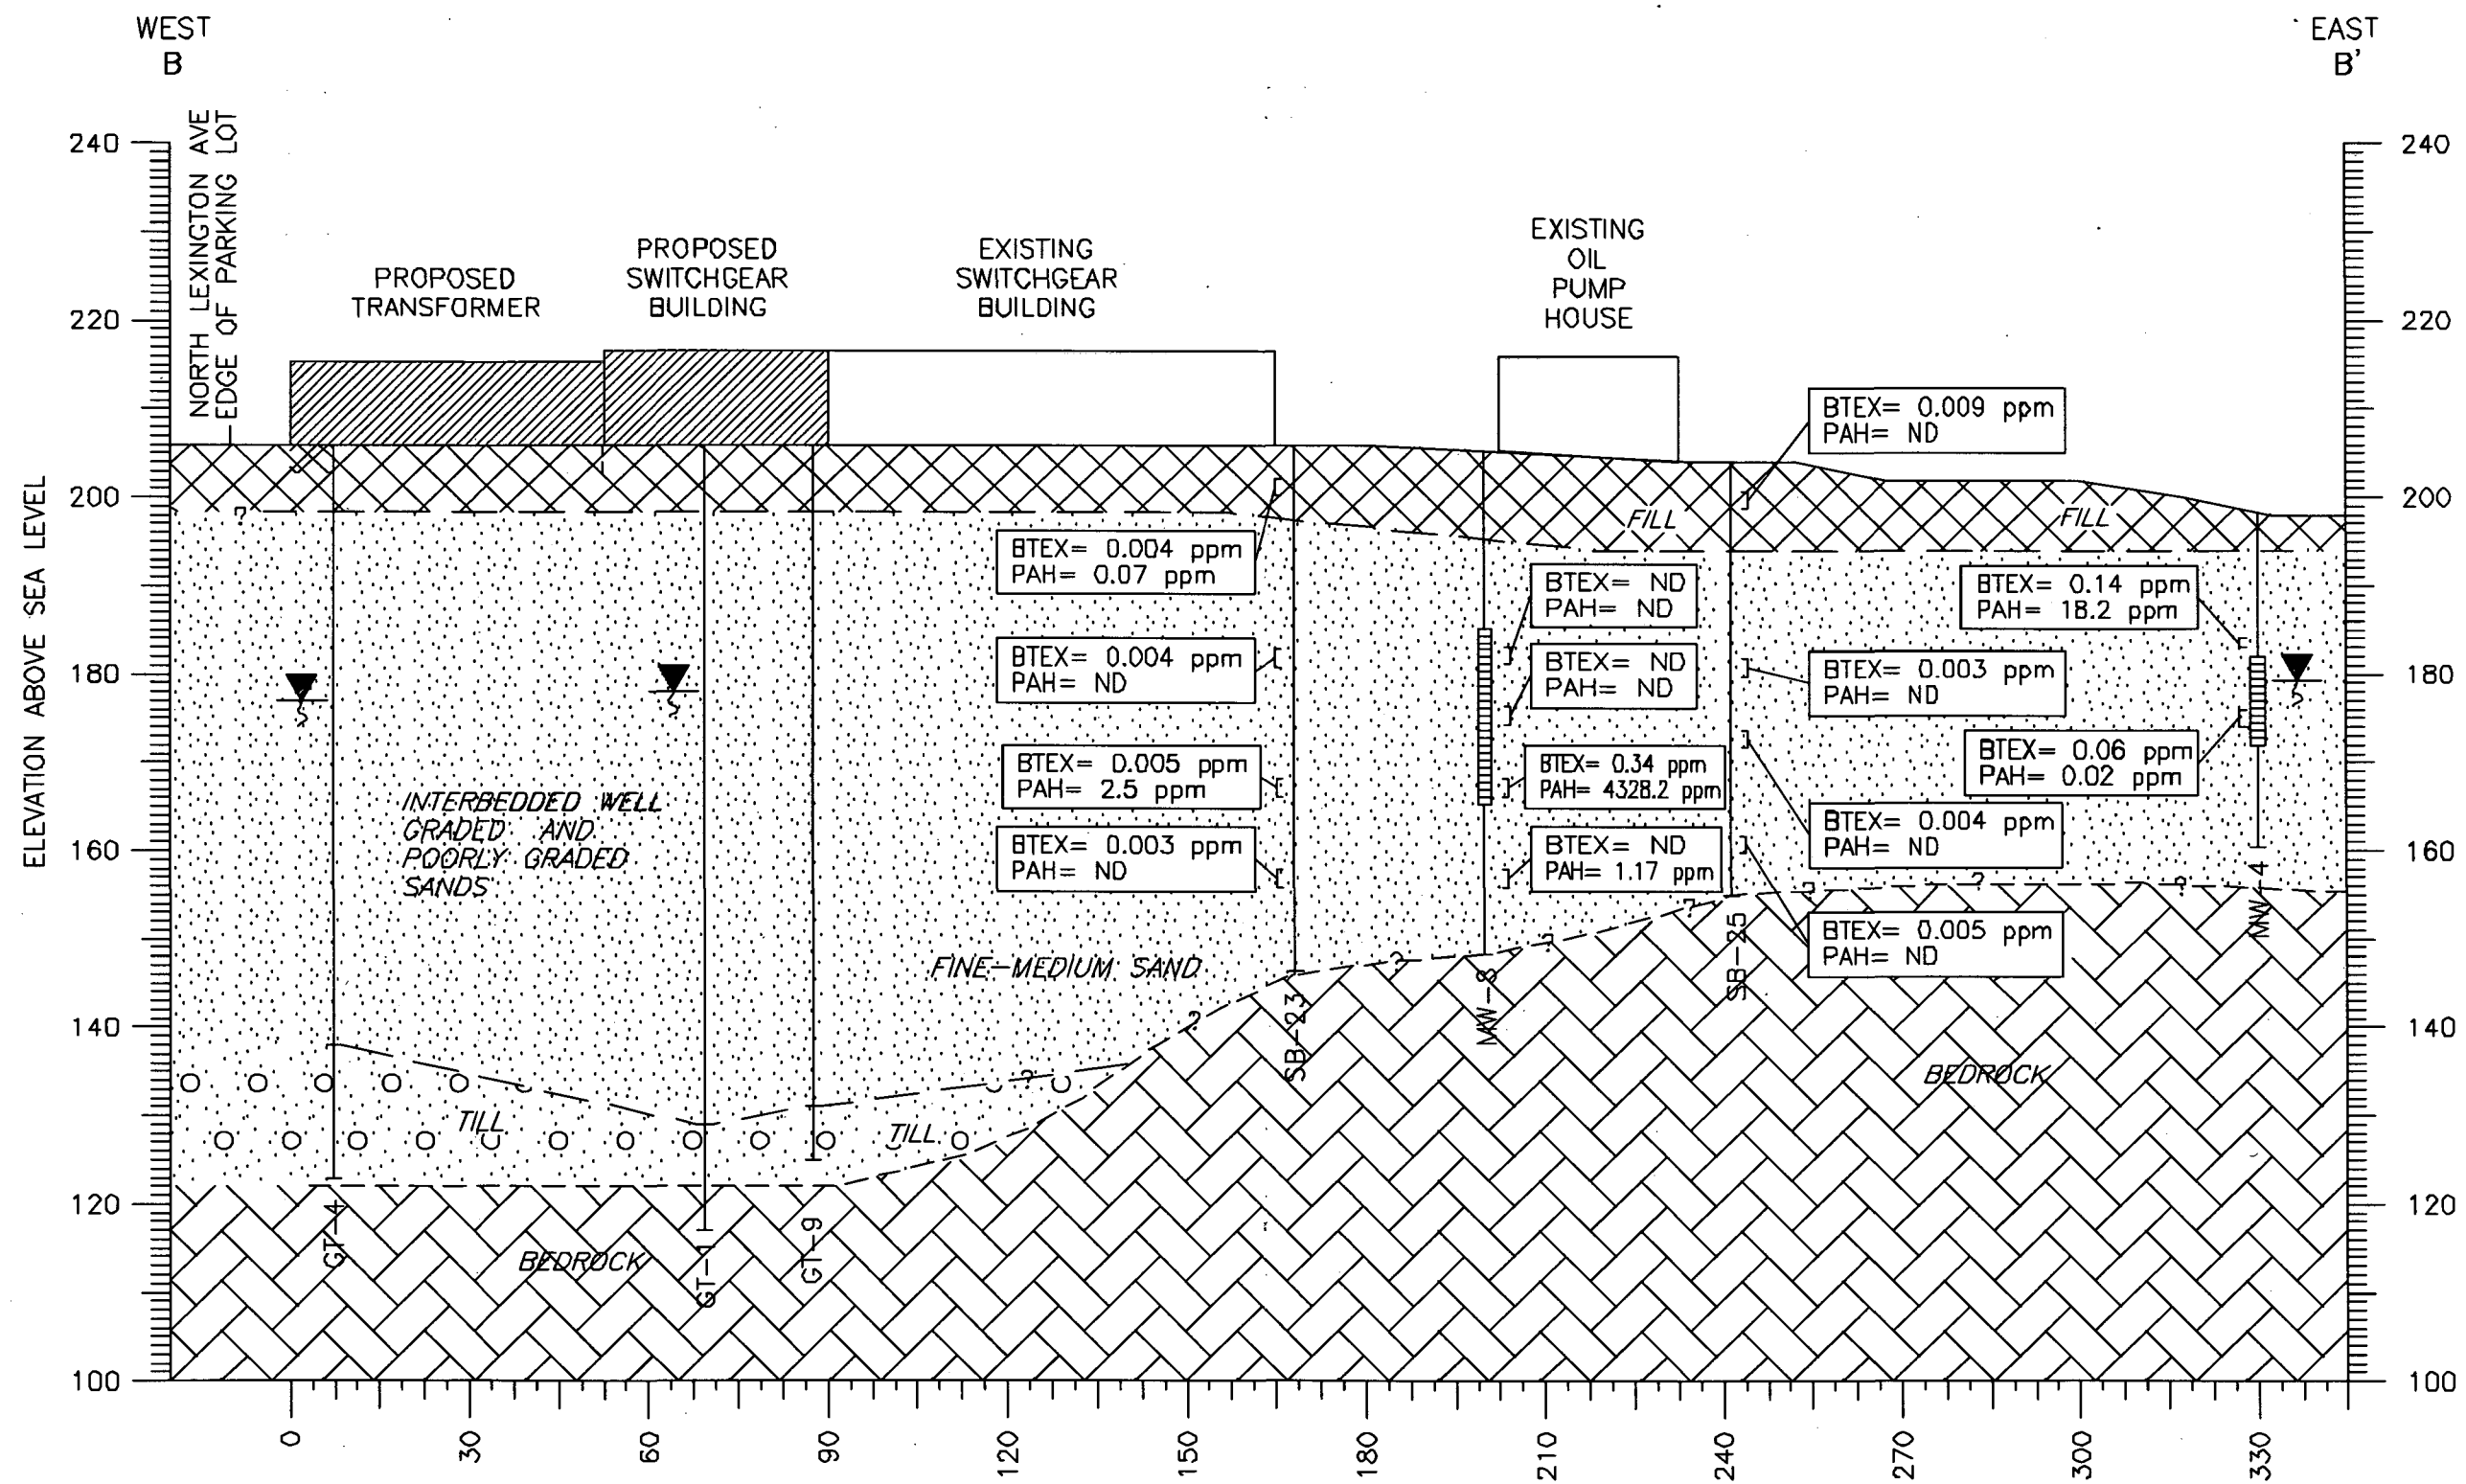 WEST
B
EAST
B'
NORTH LEXINGTON AVE
EDGE OF PARKING LOT
PROPOSED
TRANSFORMER
PROPOSED
SWITCHGEAR
BUILDING
EXISTING
SWITCHGEAR
BUILDING
EXISTING
OIL
PUMP
HOUSE
ELEVATION ABOVE SEA LEVEL
240
220
200
180
160
140
120
100
240
220
200
180
160
140
120
100
BTEX= 0.009 ppm
PAH= ND
?
FILL
FILL
BTEX= 0.004 ppm
PAH= 0.07 ppm
BTEX= ND
PAH= ND
BTEX= 0.14 ppm
PAH= 18.2 ppm
BTEX= 0.004 ppm
PAH= ND
BTEX= ND
PAH= ND
BTEX= 0.003 ppm
PAH= ND
BTEX= 0.005 ppm
PAH= 2.5 ppm
BTEX= 0.34 ppm
PAH= 4328.2 ppm
BTEX= 0.06 ppm
PAH= 0.02 ppm
INTERBEDDED WELL
GRADED AND
POORLY GRADED
SANDS
BTEX= 0.003 ppm
PAH= ND
BTEX= ND
PAH= 1.17 ppm
BTEX= 0.004 ppm
PAH= ND
BTEX= 0.005 ppm
PAH= ND
? ? ?
? ? ?
?
?
FINE-MEDIUM SAND
SB-23
MW-8
SB-25
MW-4
TILL
TILL
BEDROCK
BEDROCK
GT-4
GT-1
GT-9
0
30
60
90
120
150
180
210
240
270
300
330